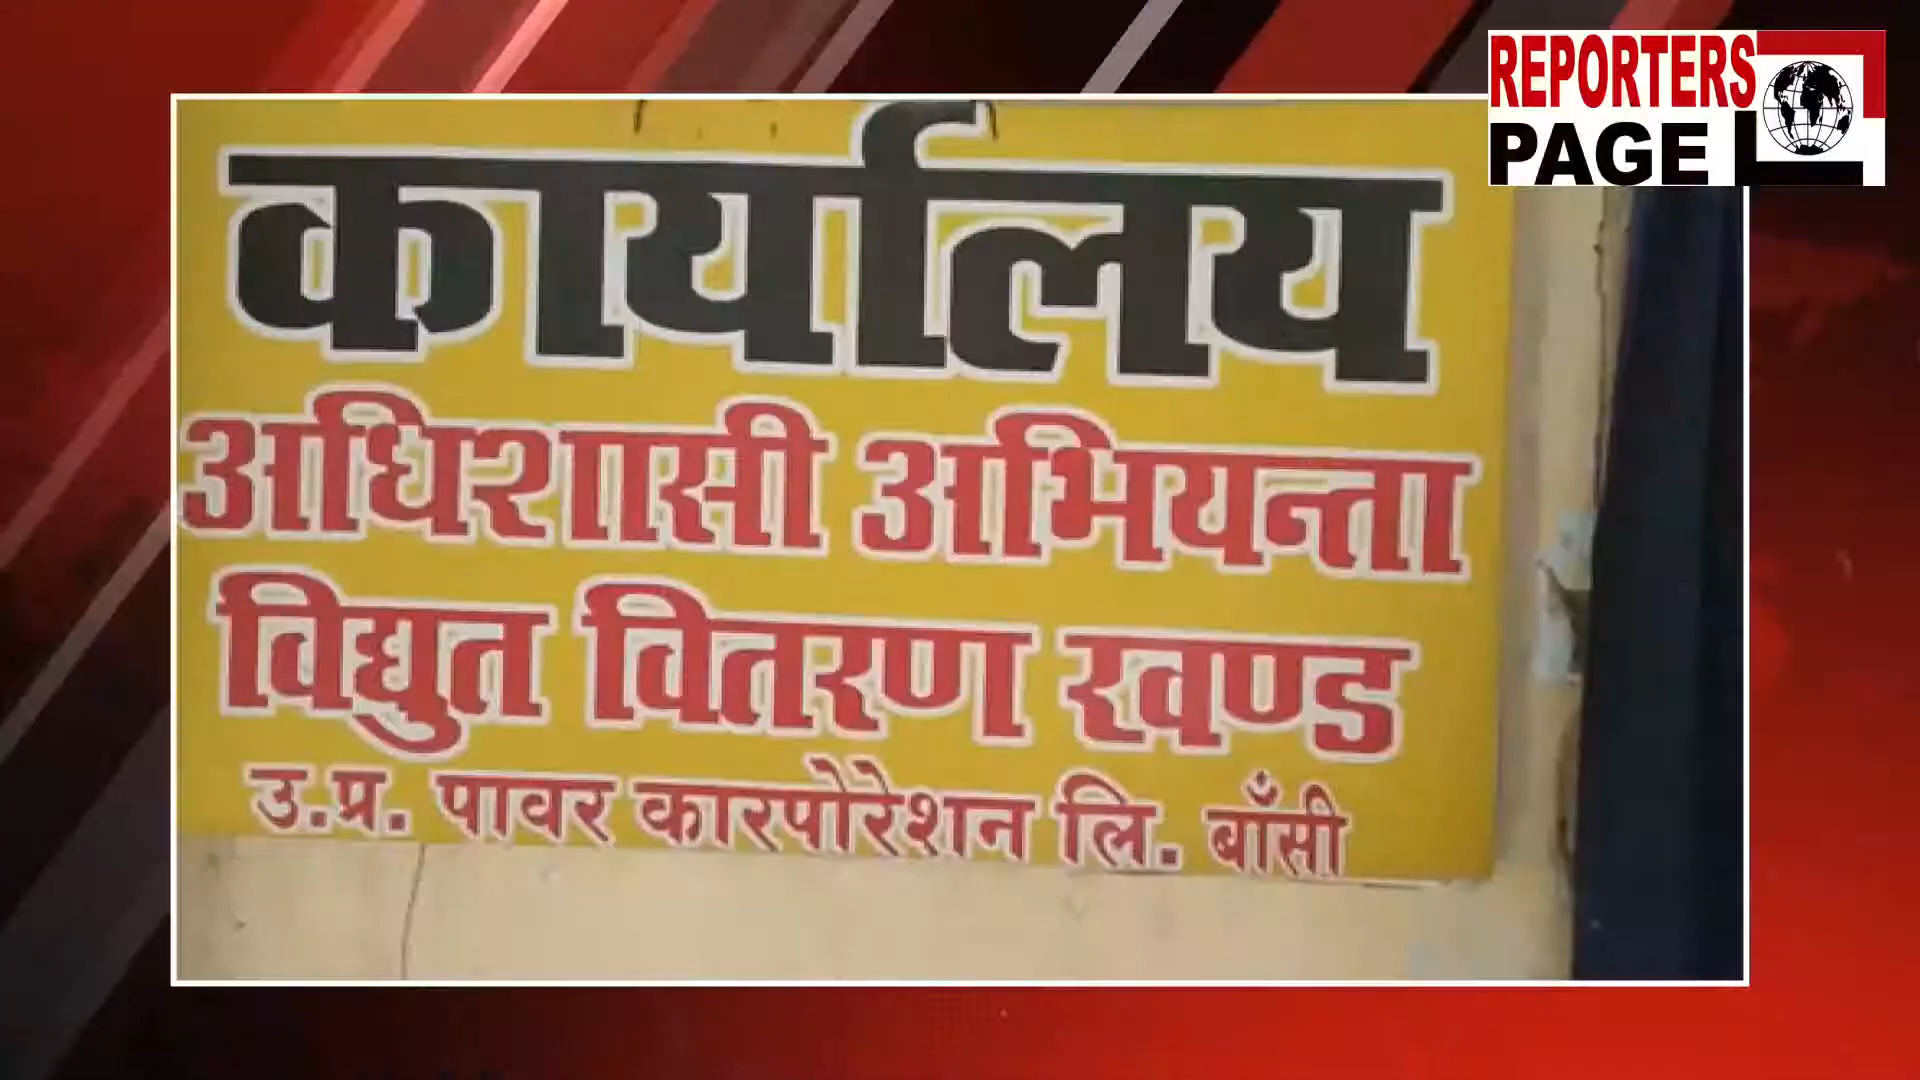 REPORTERS
PAGE
कार्यालय
अधिशासी अभियन्ता
विद्युत वितरण खण्ड
उ.प्र. पावर कारपोरेशन लि. बाँसी